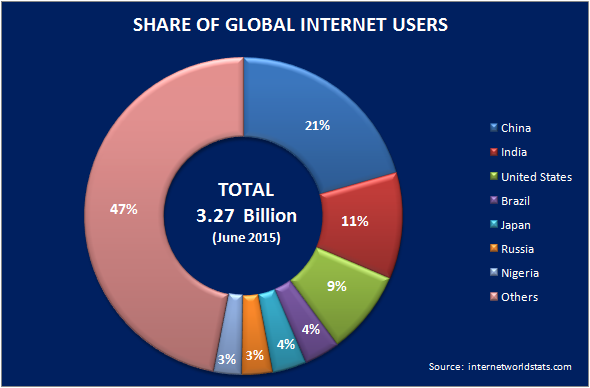 SHARE OF GLOBAL INTERNET USERS
21%
11%
9%
4%
4%
3%
3%
47%
TOTAL
3.27 Billion
(June 2015)
China
India
United States
Brazil
Japan
Russia
Nigeria
Others
Source: internetworldstats.com